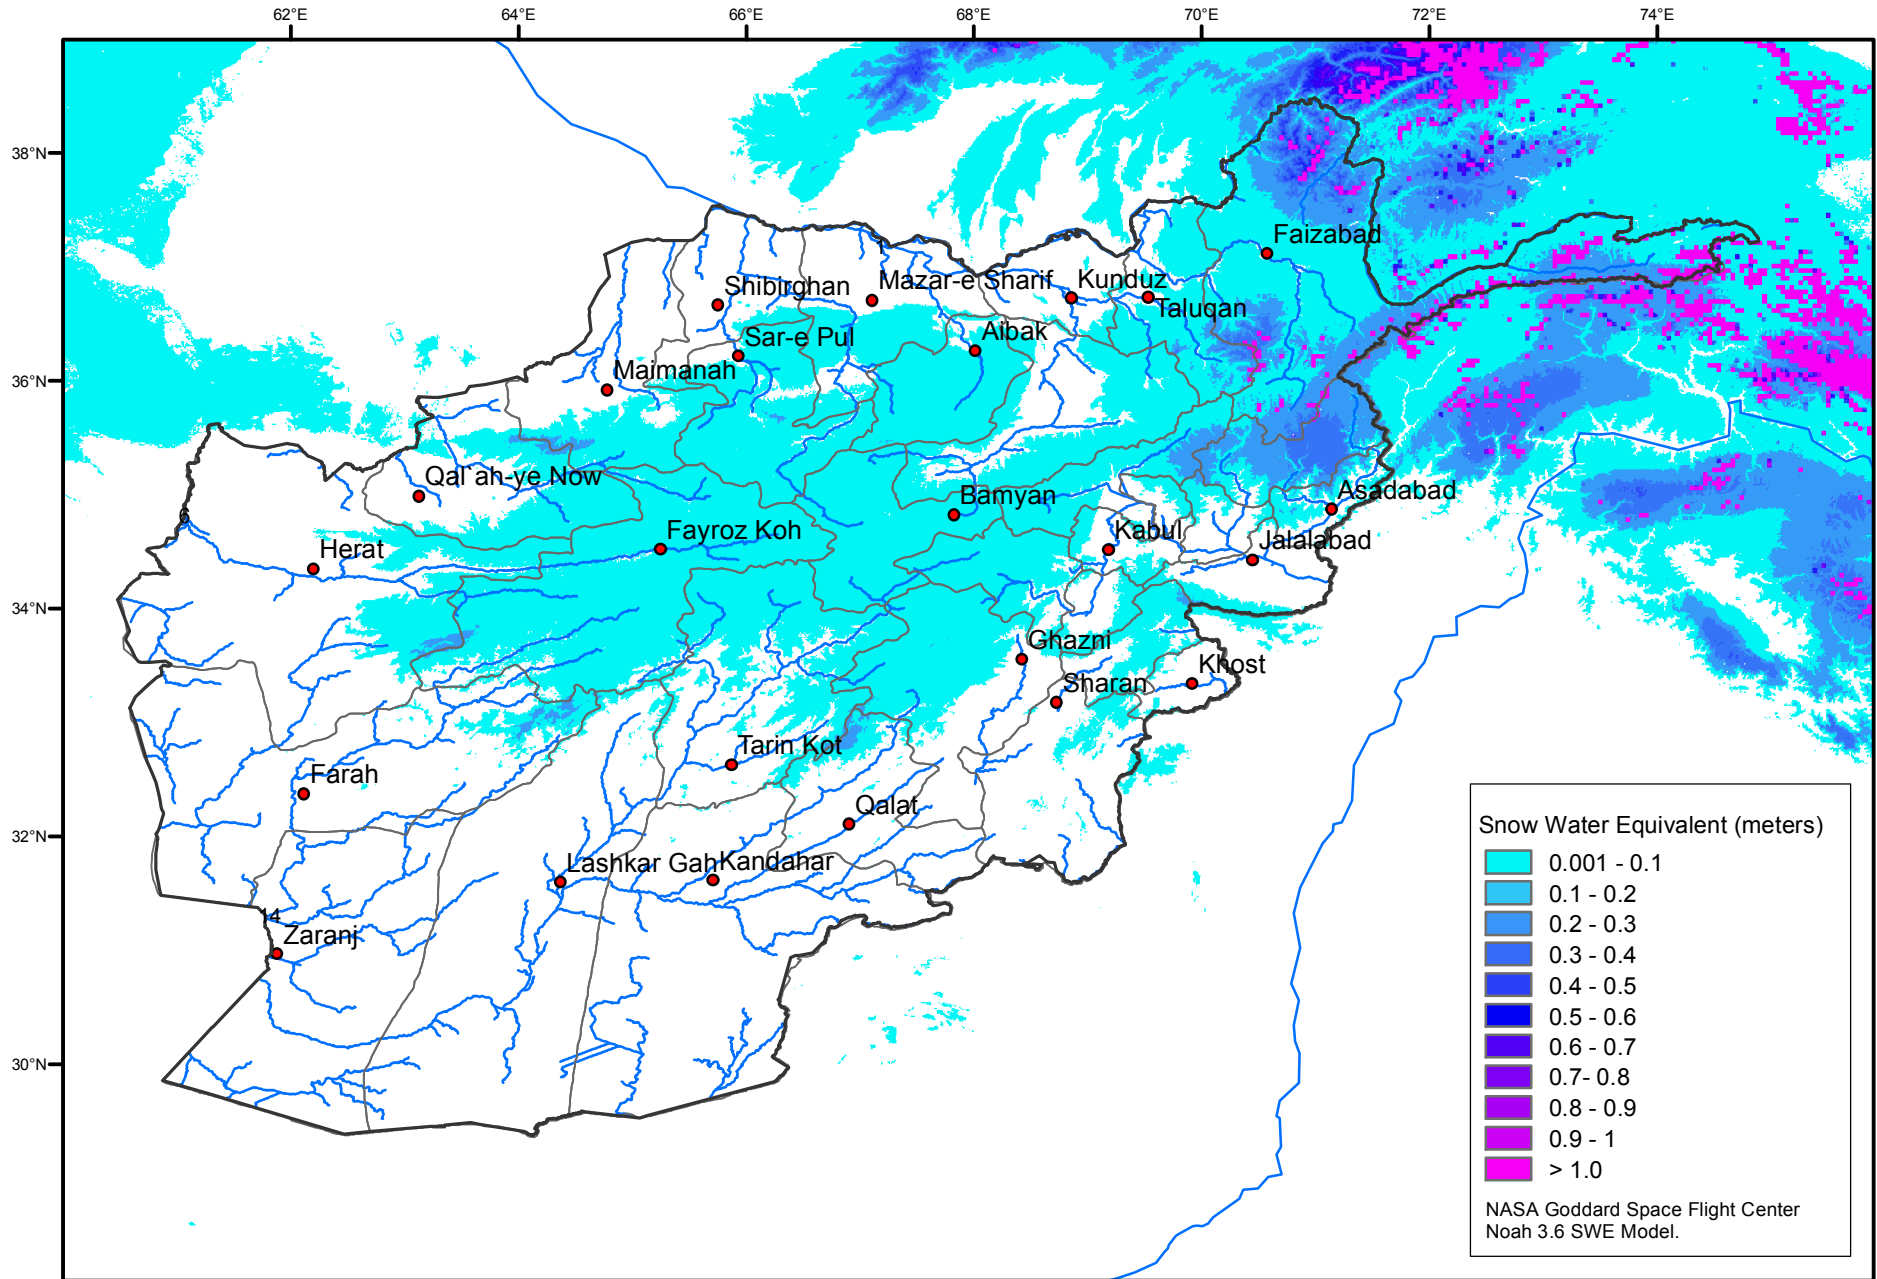 62°E
64°E
66°E
68°E
70°E
72°E
74°E
38°N
36°N
34°N
32°N
30°N
Faizabad
1
Shibirghan
Mazar-e Sharif
Kunduz
Taluqan
Sar-e Pul
Aibak
Maimanah
Qal`ah-ye Now
Bamyan
Asadabad
6
Herat
Fayroz Koh
Kabul
Jalalabad
Ghazni
Khost
Sharan
Tarin Kot
Farah
Qalat
Lashkar Gah
Kandahar
14
Zaranj
Snow Water Equivalent (meters)
0.001 - 0.1
0.1 - 0.2
0.2 - 0.3
0.3 - 0.4
0.4 - 0.5
0.5 - 0.6
0.6 - 0.7
0.7- 0.8
0.8 - 0.9
0.9 - 1
> 1.0
NASA Goddard Space Flight Center
Noah 3.6 SWE Model.